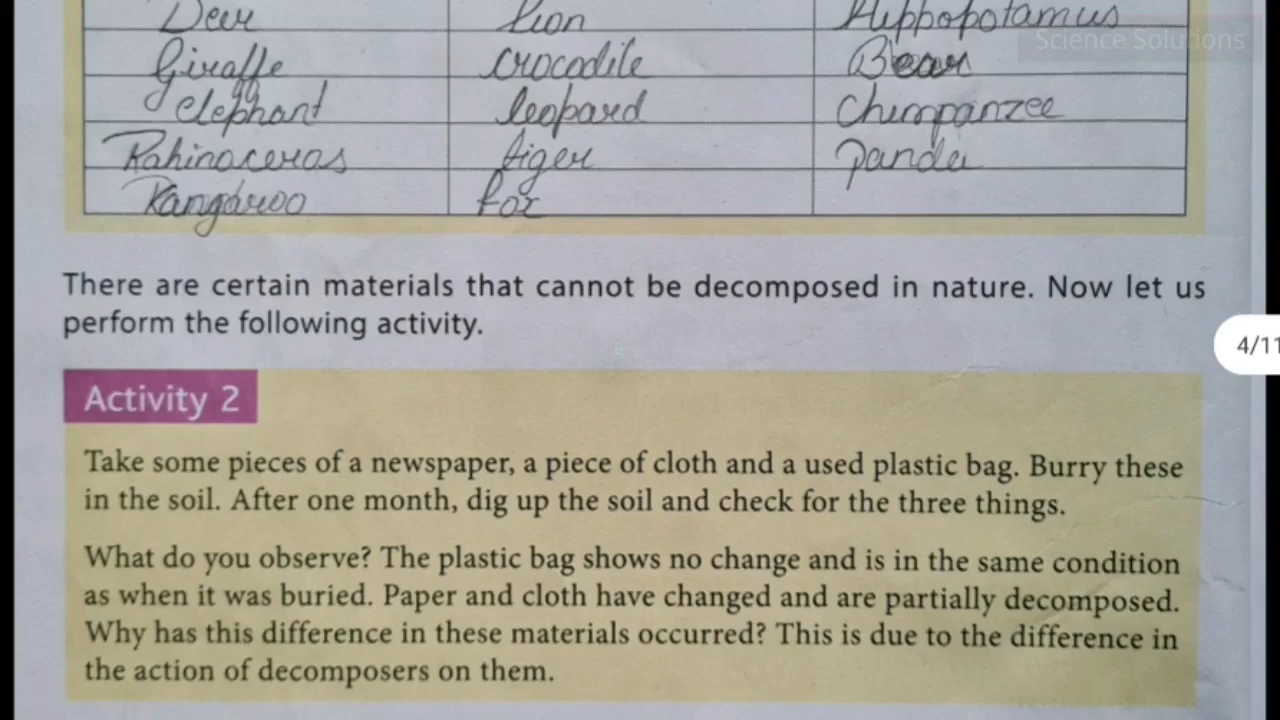 Deer Lion Hippopotamus
Science Solutions
Giraffe crocodile Bear
elephant leopard Chimpanzee
Rahinoceras tiger panda
Kangaroo fox
There are certain materials that cannot be decomposed in nature. Now let us
perform the following activity.
4/11
Activity 2
Take some pieces of a newspaper, a piece of cloth and a used plastic bag. Burry these
in the soil. After one month, dig up the soil and check for the three things.
What do you observe? The plastic bag shows no change and is in the same condition
as when it was buried. Paper and cloth have changed and are partially decomposed.
Why has this difference in these materials occurred? This is due to the difference in
the action of decomposers on them.